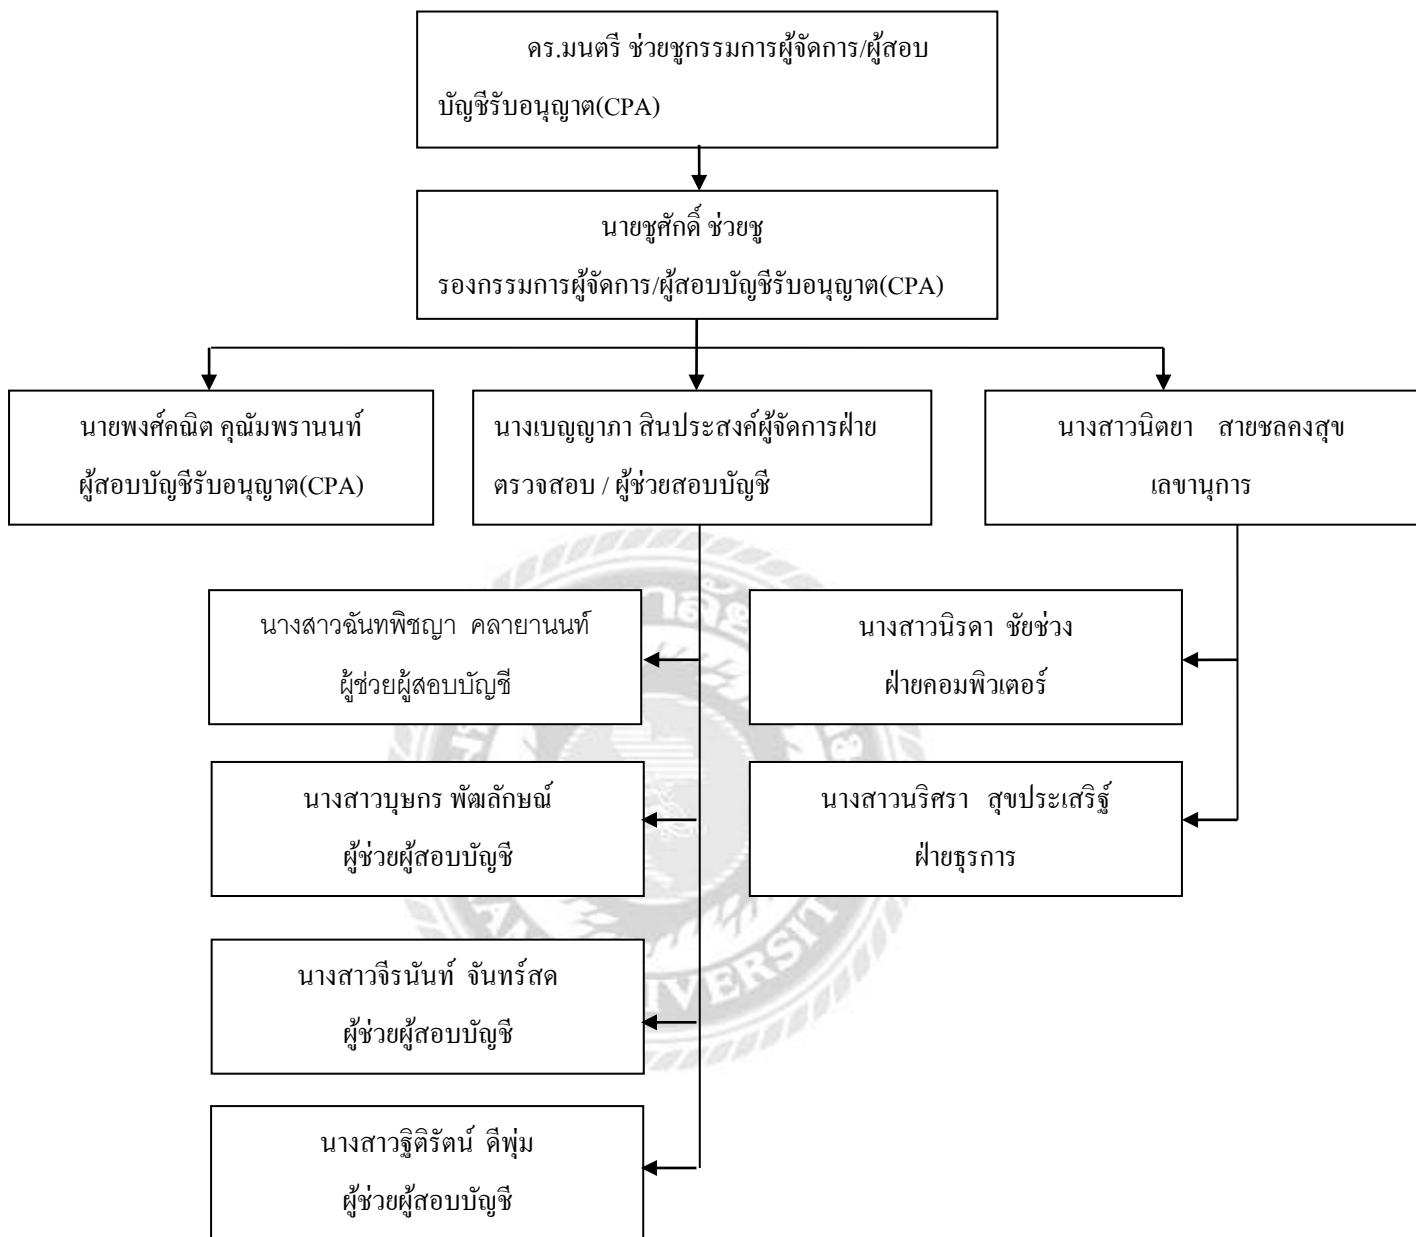 ดร.มนตรี ช่วยชูกรรมการผู้จัดการ/ผู้สอบ
บัญชีรับอนุญาต(CPA)
นายชูศักดิ์ ช่วยชู
รองกรรมการผู้จัดการ/ผู้สอบบัญชีรับอนุญาต(CPA)
นายพงศ์คณิต คุณัมพรานนท์
ผู้สอบบัญชีรับอนุญาต(CPA)
นางเบญญาภา สินประสงค์ผู้จัดการฝ่าย
ตรวจสอบ / ผู้ช่วยสอบบัญชี
นางสาวนิตยา สายชลคงสุข
เลขานุการ
นางสาวฉันทพิชญา คลายานนท์
ผู้ช่วยผู้สอบบัญชี
นางสาวนิรดา ชัยช่วง
ฝ่ายคอมพิวเตอร์
นางสาวบุษกร พัฒลักษณ์
ผู้ช่วยผู้สอบบัญชี
นางสาวนริศรา สุขประเสริฐ์
ฝ่ายธุรการ
นางสาวจีรนันท์ จันทร์สด
ผู้ช่วยผู้สอบบัญชี
นางสาวฐิติรัตน์ ดีพุ่ม
ผู้ช่วยผู้สอบบัญชี